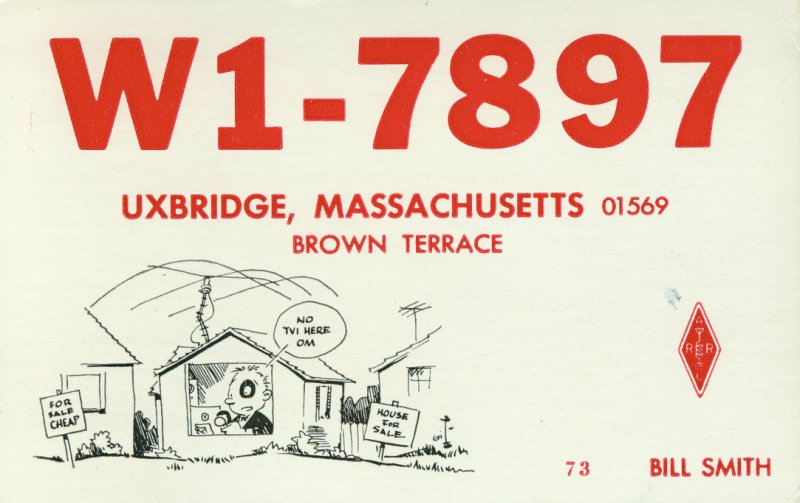 W1-7897
UXBRIDGE, MASSACHUSETTS 01569
BROWN TERRACE
NO
TVI HERE
OM
FOR
SALE
CHEAP
HOUSE
FOR
SALE
A
R R
L
73 BILL SMITH